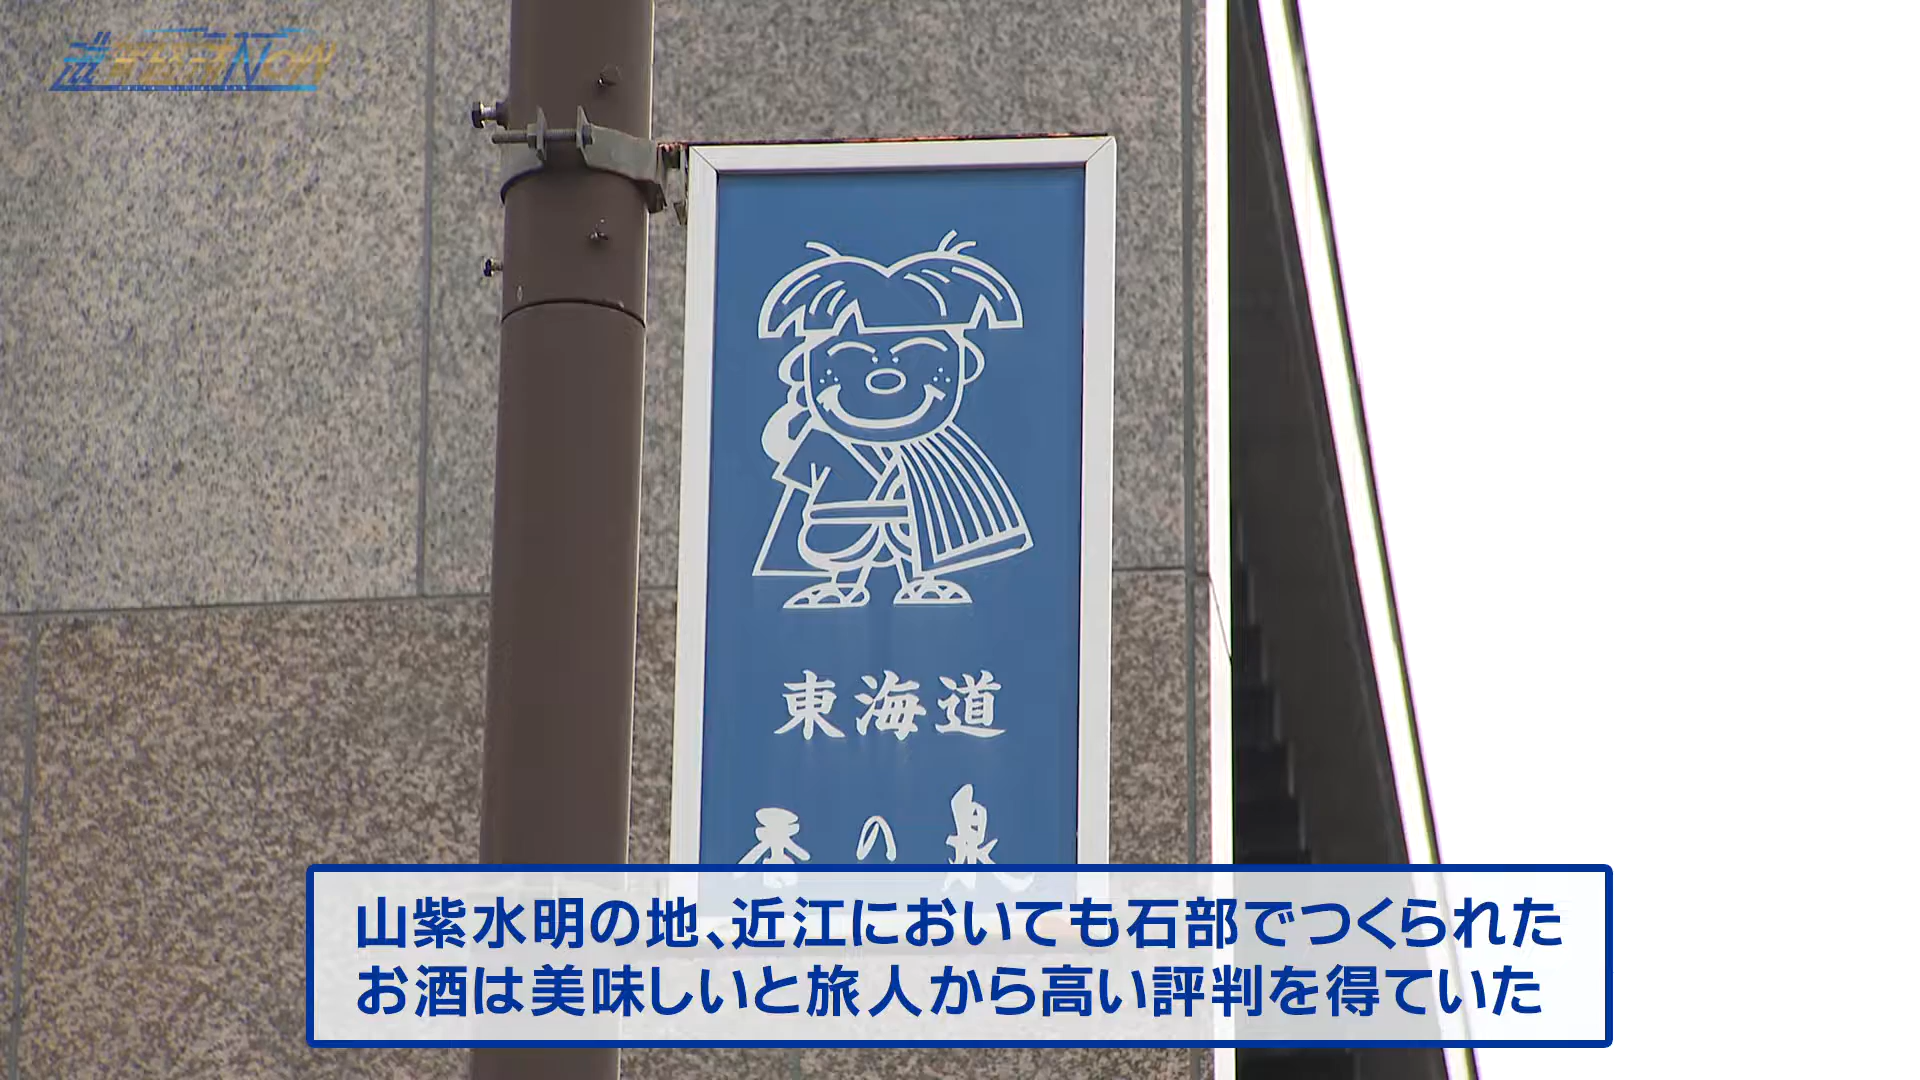 東海道
香の泉
山紫水明の地、近江においても石部でつくられた
お酒は美味しいと旅人から高い評判を得ていた